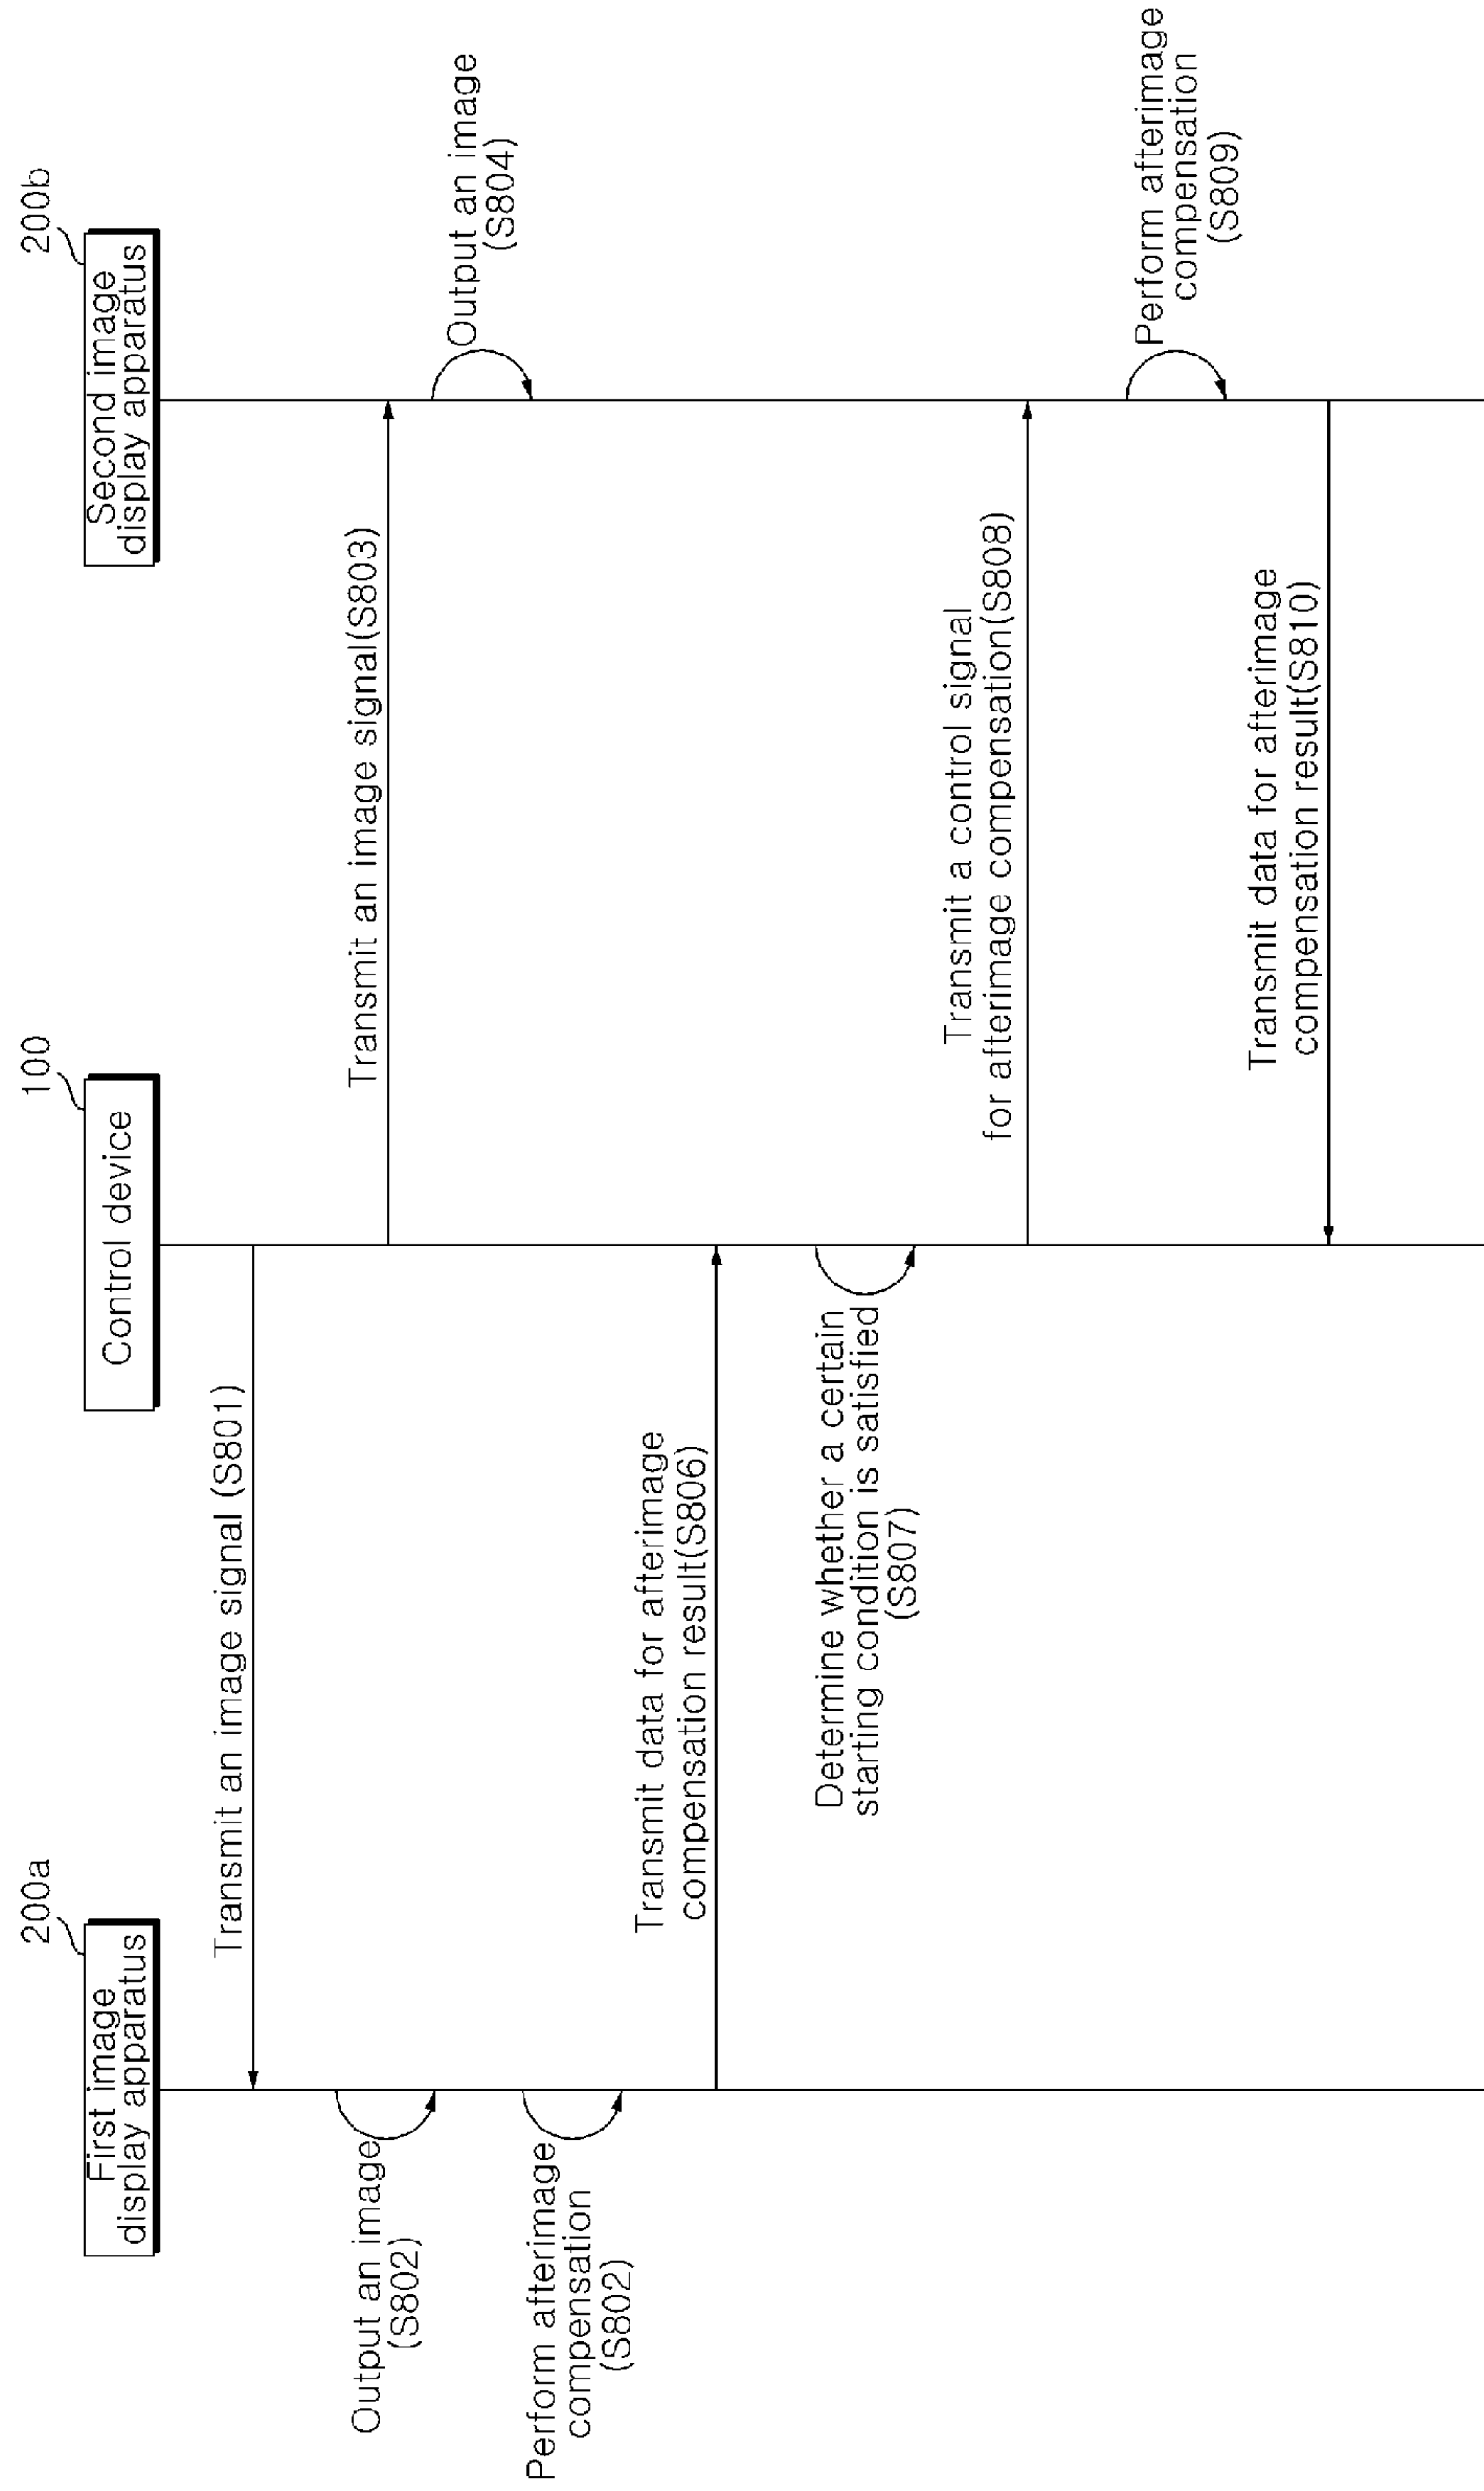 200a
First image
display apparatus
100
Control device
200b
Second image
display apparatus
Transmit an image signal (S801)
Output an image
(S802)
Transmit an image signal(S803)
Output an image
(S804)
Perform afterimage
compensation
(S802)
Transmit data for afterimage
compensation result(S806)
Determine whether a certain
starting condition is satisfied
(S807)
Transmit a control signal
for afterimage compensation(S808)
Perform afterimage
compensation
(S809)
Transmit data for afterimage
compensation result(S810)